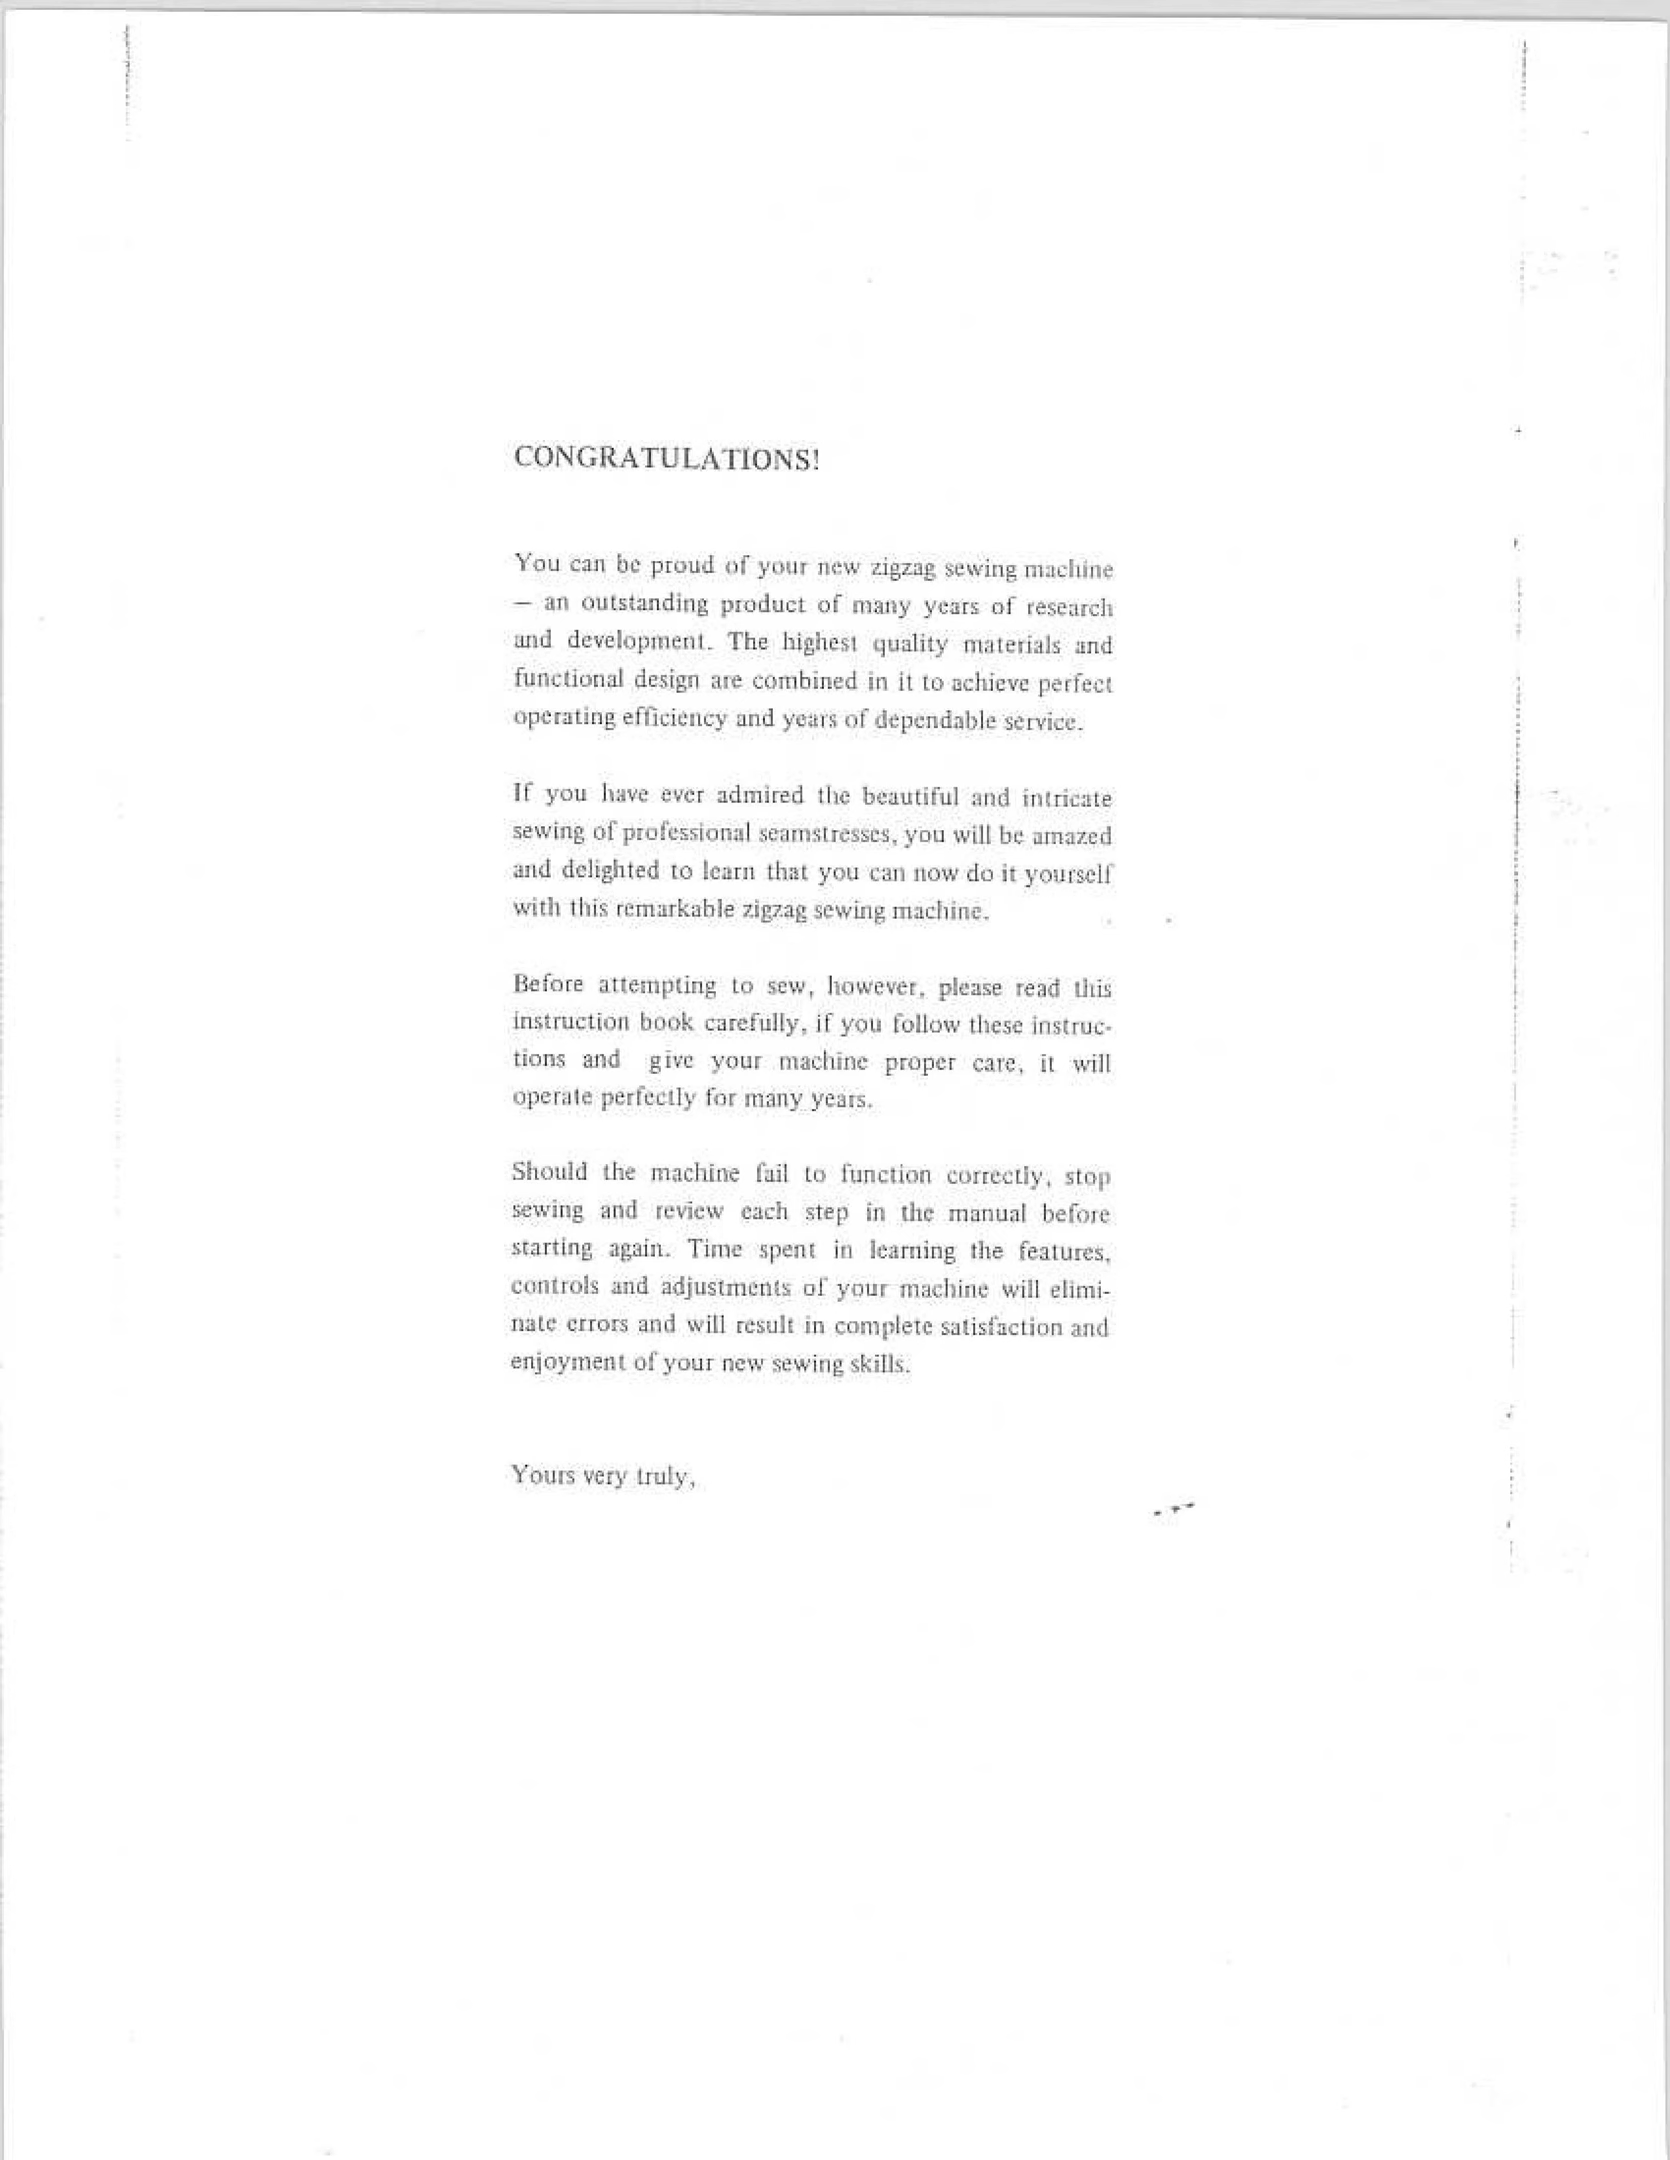 CONGRATULATIONS!
You can be proud of your new zigzag sewing machine
— an outstanding product of many years of research
and development. The highest quality materials and
functional design are combined in it to achieve perfect
operating efficiency and years of dependable service.
If you have ever admired the beautiful and intricate
sewing of professional seamstresses, you will be amazed
and delighted to learn that you can now do it yourself
with this remarkable zigzag sewing machine.
Before attempting to sew, however, please read this
instruction book carefully, if you follow these instruc-
tions and give your machine proper care, it will
operate perfectly for many years.
Should the machine fail to function correctly, stop
sewing and review each step in the manual before
starting again. Time spent in learning the features,
controls and adjustments of your machine will elimi-
nate errors and will result in complete satisfaction and
enjoyment of your new sewing skills.
Yours very truly,